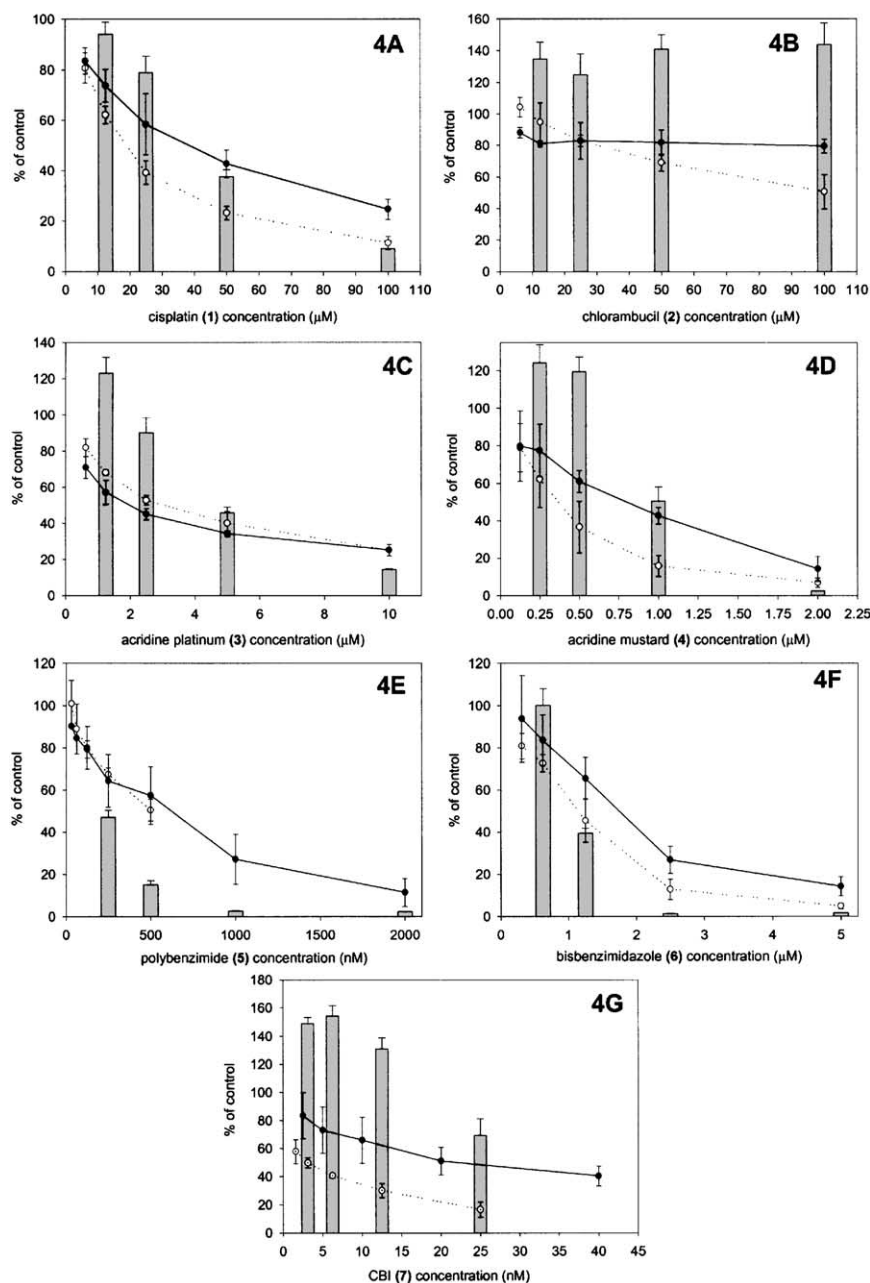 4A
100
80
60
40
20
0
% of control
0 10 20 30 40 50 60 70 80 90 100 110
cisplatin (1) concentration (μM)
4B
160
140
120
100
80
60
40
20
0
% of control
0 10 20 30 40 50 60 70 80 90 100 110
chlorambucil (2) concentration (μM)
4C
140
120
100
80
60
40
20
0
% of control
0 2 4 6 8 10
acridine platinum (3) concentration (μM)
4D
120
100
80
60
40
20
0
% of control
0.00 0.25 0.50 0.75 1.00 1.25 1.50 1.75 2.00 2.25
acridine mustard (4) concentration (μM)
4E
120
100
80
60
40
20
0
% of control
0 500 1000 1500 2000
polybenzimide (5) concentration (nM)
4F
120
100
80
60
40
20
0
% of control
0 1 2 3 4 5
bisbenzimidazole (6) concentration (μM)
4G
180
160
140
120
100
80
60
40
20
0
% of control
0 5 10 15 20 25 30 35 40 45
CBI (7) concentration (nM)